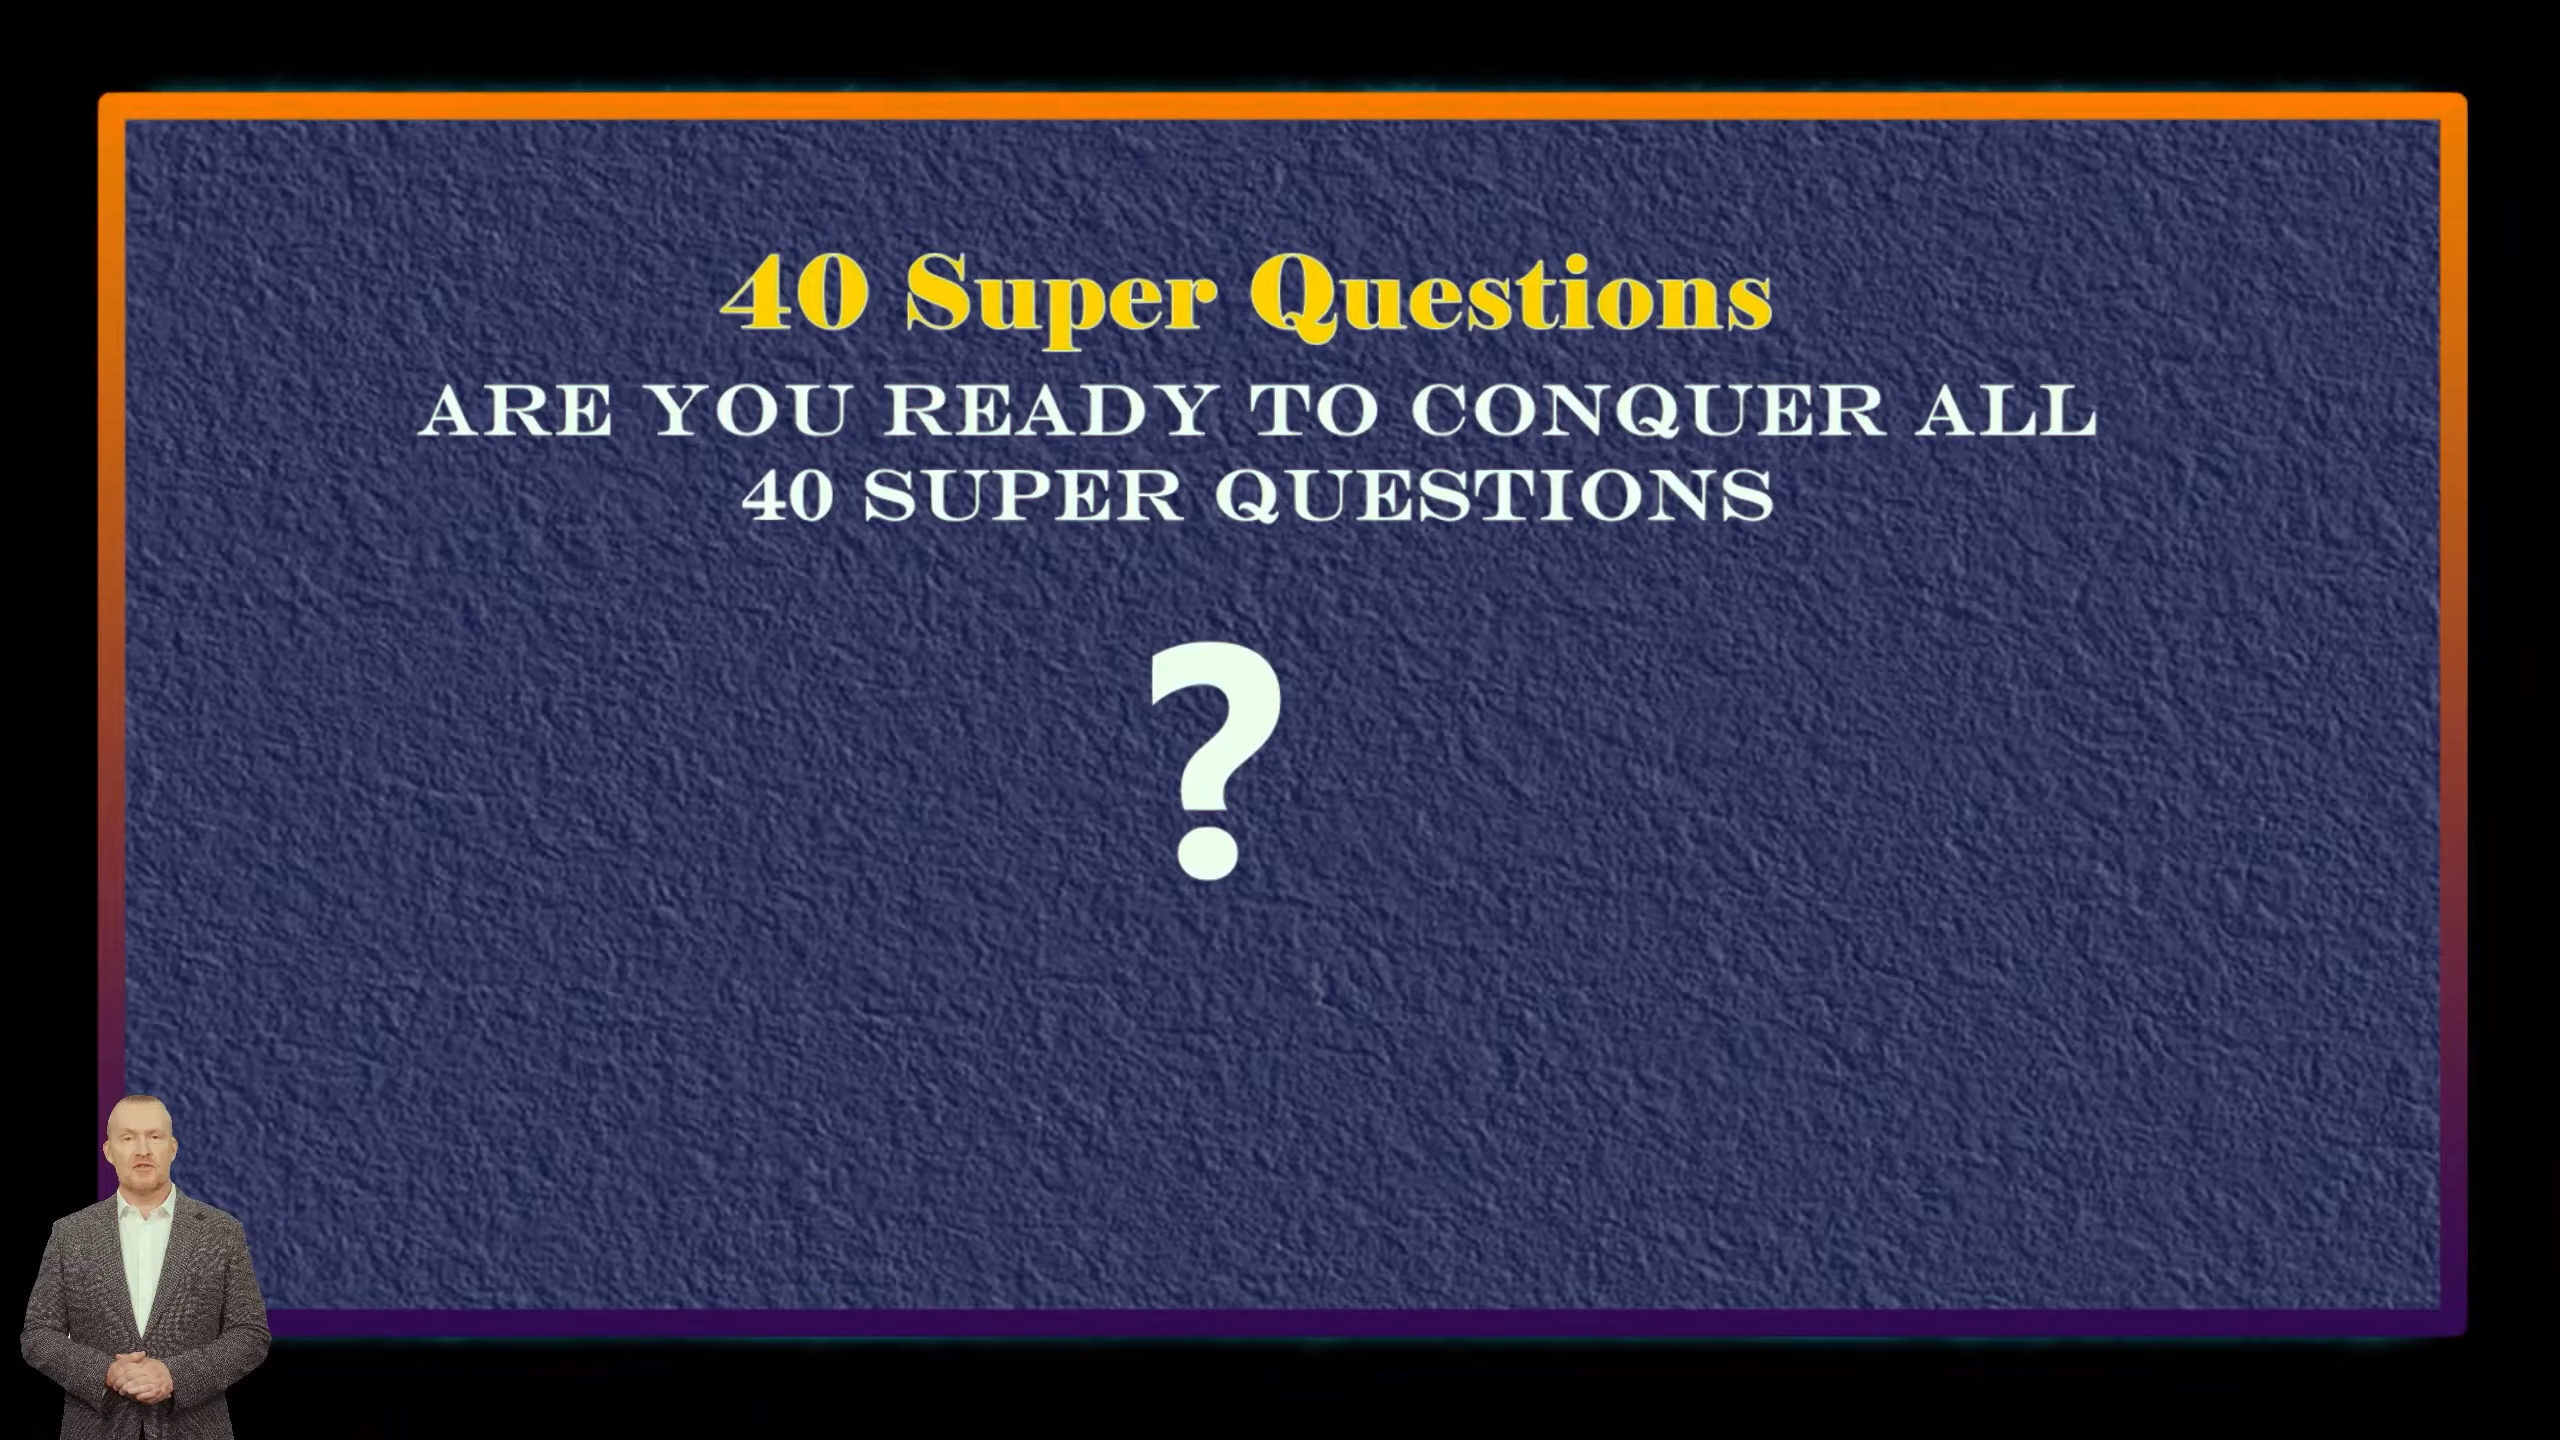 40 Super Questions
ARE YOU READY TO CONQUER ALL
40 SUPER QUESTIONS
?